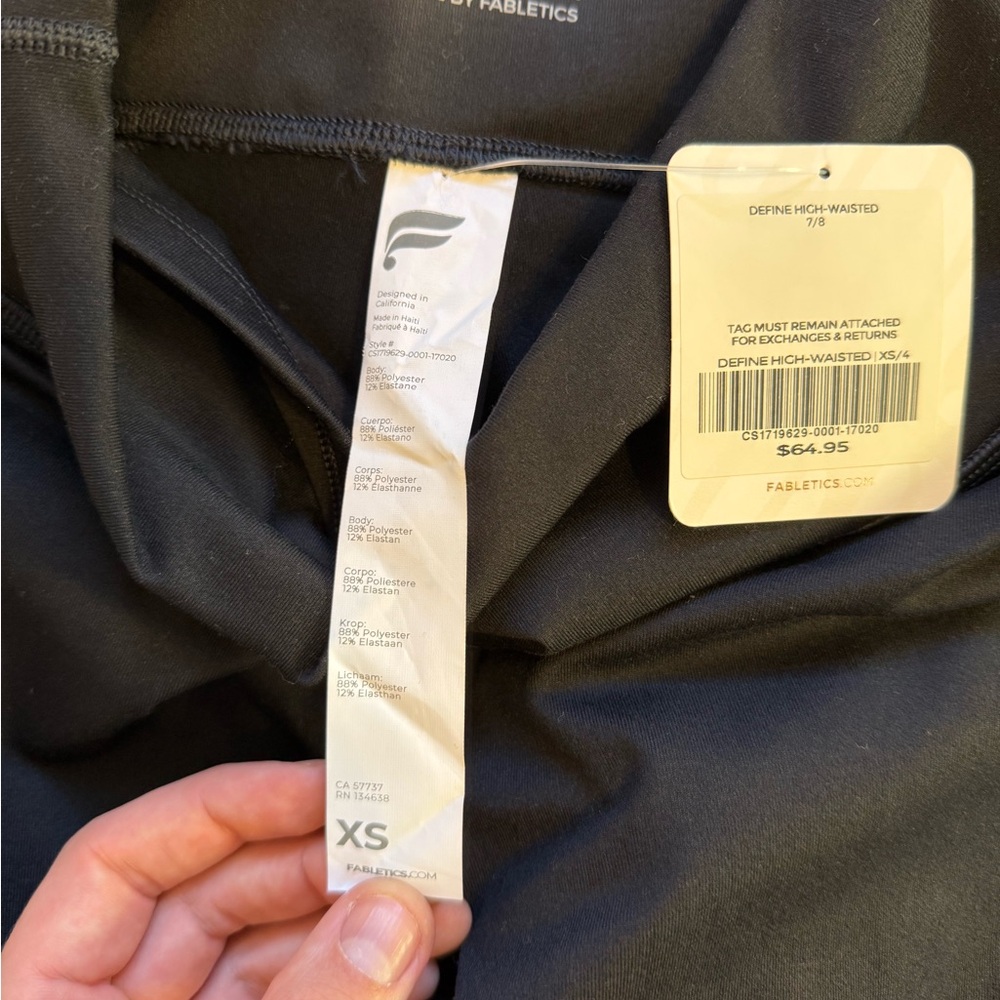 BY FABLETICS
Designed in
California
Made in Haiti
Fabriqué à Haïti
Style #
CS1719629-0001-17020
Body:
88% Polyester
12% Elastane
Cuerpo:
88% Poliéster
12% Elastano
Corps:
88% Polyester
12% Élasthanne
Body:
88% Polyester
12% Elastan
Corpo:
88% Poliestere
12% Elastan
Krop:
88% Polyester
12% Elastaan
Lichaam:
88% Polyester
12% Elasthan
CA 57737
RN 134638
XS
FABLETICS.COM
DEFINE HIGH-WAISTED
7/8
TAG MUST REMAIN ATTACHED
FOR EXCHANGES & RETURNS
DEFINE HIGH-WAISTED | XS/4
CS1719629-0001-17020
$64.95
FABLETICS.COM